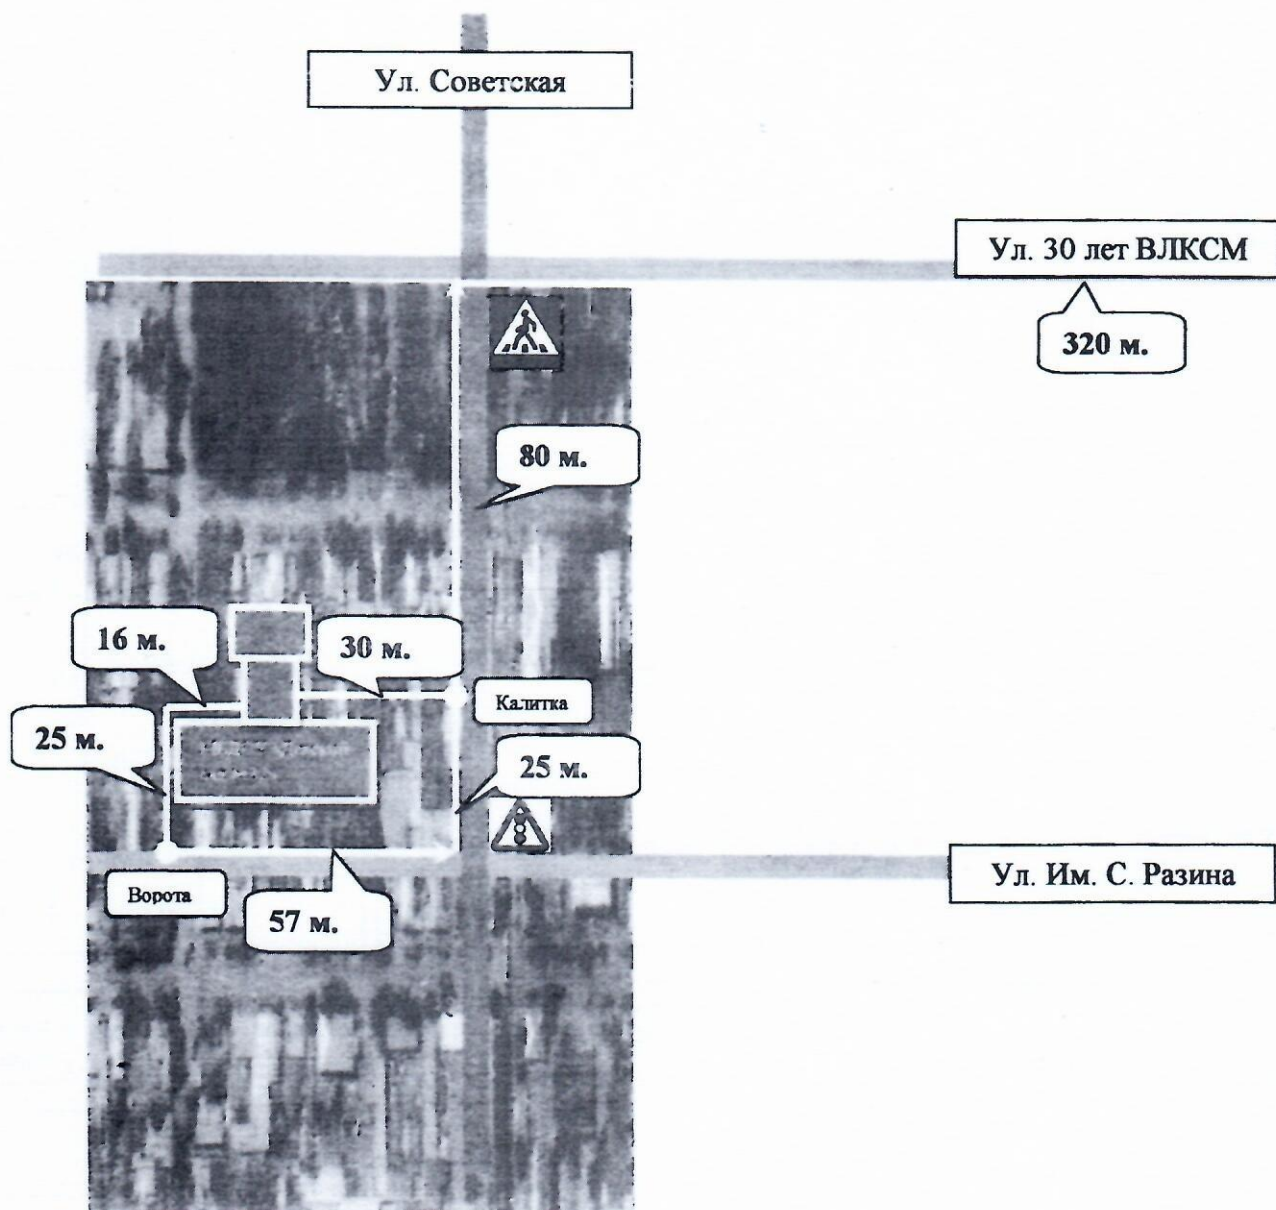 Ул. Советская
Ул. 30 лет ВЛКСМ
320 м.
80 м.
16 м.
30 м.
Калитка
25 м.
25 м.
Ул. Им. С. Разина
Ворота
57 м.